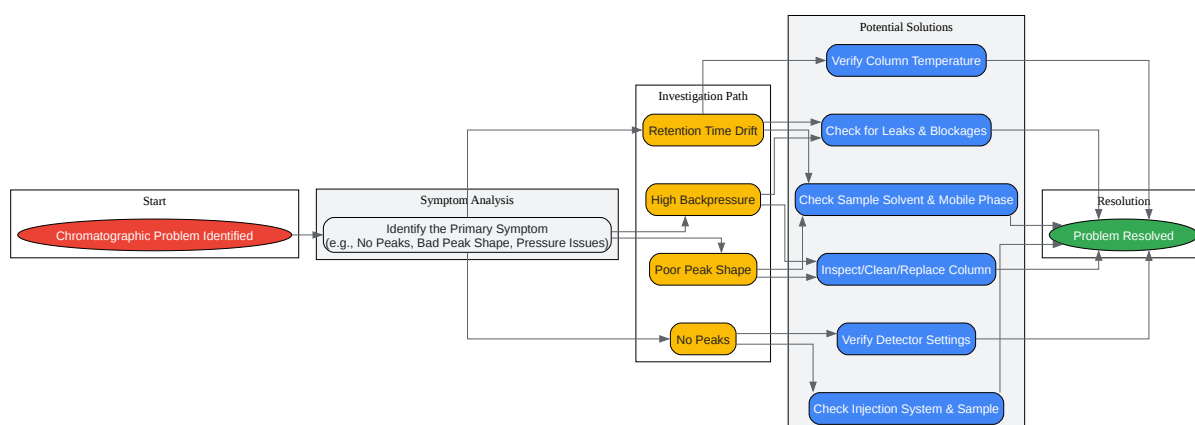 Start
Chromatographic Problem Identified
Symptom Analysis
Identify the Primary Symptom
(e.g., No Peaks, Bad Peak Shape, Pressure Issues)
Investigation Path
Retention Time Drift
High Backpressure
Poor Peak Shape
No Peaks
Potential Solutions
Verify Column Temperature
Check for Leaks & Blockages
Check Sample Solvent & Mobile Phase
Inspect/Clean/Replace Column
Verify Detector Settings
Check Injection System & Sample
Resolution
Problem Resolved